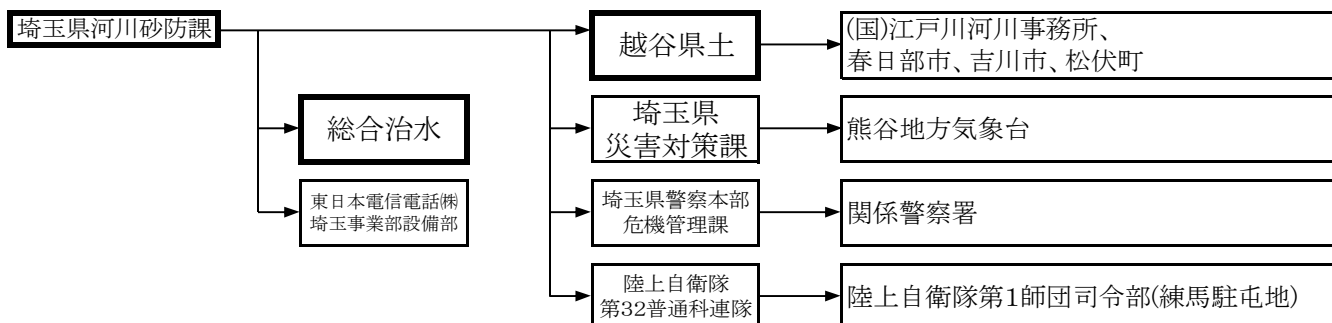 埼玉県河川砂防課
越谷県土
(国)江戸川河川事務所、
春日部市、吉川市、松伏町
総合治水
埼玉県
災害対策課
熊谷地方気象台
東日本電信電話㈱
埼玉事業部設備部
埼玉県警察本部
危機管理課
関係警察署
陸上自衛隊
第32普通科連隊
陸上自衛隊第1師団司令部(練馬駐屯地)